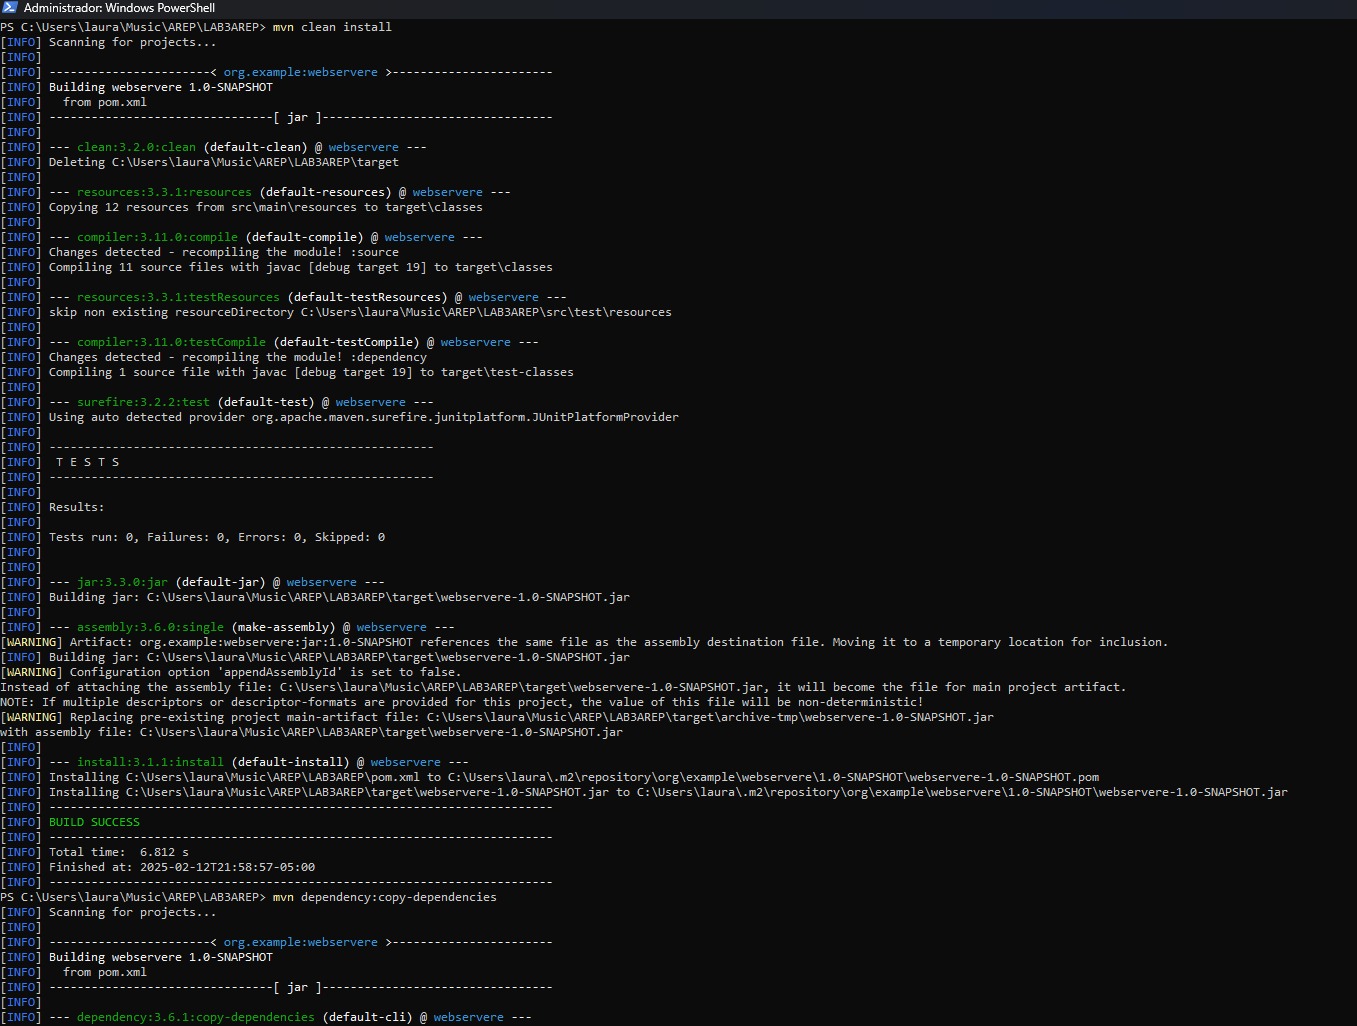 Administrador: Windows PowerShell
PS C:\Users\laura\Music\AREP\LAB3AREP> mvn clean install
[INFO] Scanning for projects...
[INFO]
[INFO] -----------------------< org.example:webservere >-----------------------
[INFO] Building webservere 1.0-SNAPSHOT
[INFO]   from pom.xml
[INFO] --------------------------------[ jar ]---------------------------------
[INFO]
[INFO] --- clean:3.2.0:clean (default-clean) @ webservere ---
[INFO] Deleting C:\Users\laura\Music\AREP\LAB3AREP\target
[INFO]
[INFO] --- resources:3.3.1:resources (default-resources) @ webservere ---
[INFO] Copying 12 resources from src\main\resources to target\classes
[INFO]
[INFO] --- compiler:3.11.0:compile (default-compile) @ webservere ---
[INFO] Changes detected - recompiling the module! :source
[INFO] Compiling 11 source files with javac [debug target 19] to target\classes
[INFO]
[INFO] --- resources:3.3.1:testResources (default-testResources) @ webservere ---
[INFO] skip non existing resourceDirectory C:\Users\laura\Music\AREP\LAB3AREP\src\test\resources
[INFO]
[INFO] --- compiler:3.11.0:testCompile (default-testCompile) @ webservere ---
[INFO] Changes detected - recompiling the module! :dependency
[INFO] Compiling 1 source file with javac [debug target 19] to target\test-classes
[INFO]
[INFO] --- surefire:3.2.2:test (default-test) @ webservere ---
[INFO] Using auto detected provider org.apache.maven.surefire.junitplatform.JUnitPlatformProvider
[INFO]
[INFO] -------------------------------------------------------
[INFO]  T E S T S
[INFO] -------------------------------------------------------
[INFO]
[INFO] Results:
[INFO]
[INFO] Tests run: 0, Failures: 0, Errors: 0, Skipped: 0
[INFO]
[INFO]
[INFO] --- jar:3.3.0:jar (default-jar) @ webservere ---
[INFO] Building jar: C:\Users\laura\Music\AREP\LAB3AREP\target\webservere-1.0-SNAPSHOT.jar
[INFO]
[INFO] --- assembly:3.6.0:single (make-assembly) @ webservere ---
[WARNING] Artifact: org.example:webservere:jar:1.0-SNAPSHOT references the same file as the assembly destination file. Moving it to a temporary location for inclusion.
[INFO] Building jar: C:\Users\laura\Music\AREP\LAB3AREP\target\webservere-1.0-SNAPSHOT.jar
[WARNING] Configuration option 'appendAssemblyId' is set to false.
Instead of attaching the assembly file: C:\Users\laura\Music\AREP\LAB3AREP\target\webservere-1.0-SNAPSHOT.jar, it will become the file for main project artifact.
NOTE: If multiple descriptors or descriptor-formats are provided for this project, the value of this file will be non-deterministic!
[WARNING] Replacing pre-existing project main-artifact file: C:\Users\laura\Music\AREP\LAB3AREP\target\archive-tmp\webservere-1.0-SNAPSHOT.jar
with assembly file: C:\Users\laura\Music\AREP\LAB3AREP\target\webservere-1.0-SNAPSHOT.jar
[INFO]
[INFO] --- install:3.1.1:install (default-install) @ webservere ---
[INFO] Installing C:\Users\laura\Music\AREP\LAB3AREP\pom.xml to C:\Users\laura\.m2\repository\org\example\webservere\1.0-SNAPSHOT\webservere-1.0-SNAPSHOT.pom
[INFO] Installing C:\Users\laura\Music\AREP\LAB3AREP\target\webservere-1.0-SNAPSHOT.jar to C:\Users\laura\.m2\repository\org\example\webservere\1.0-SNAPSHOT\webservere-1.0-SNAPSHOT.jar
[INFO] ------------------------------------------------------------------------
[INFO] BUILD SUCCESS
[INFO] ------------------------------------------------------------------------
[INFO] Total time:  6.812 s
[INFO] Finished at: 2025-02-12T21:58:57-05:00
[INFO] ------------------------------------------------------------------------
PS C:\Users\laura\Music\AREP\LAB3AREP> mvn dependency:copy-dependencies
[INFO] Scanning for projects...
[INFO]
[INFO] -----------------------< org.example:webservere >-----------------------
[INFO] Building webservere 1.0-SNAPSHOT
[INFO]   from pom.xml
[INFO] --------------------------------[ jar ]---------------------------------
[INFO]
[INFO] --- dependency:3.6.1:copy-dependencies (default-cli) @ webservere ---